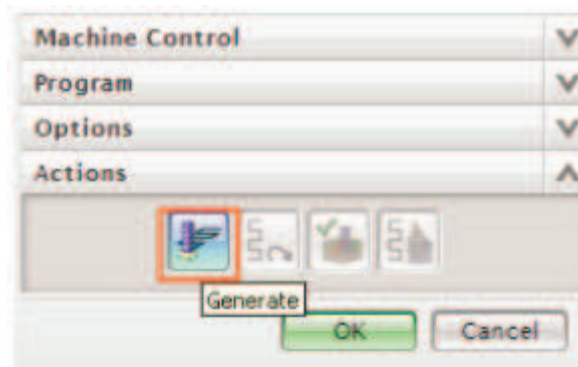 Machine Control
Program
Options
Actions
Generate
OK
Cancel